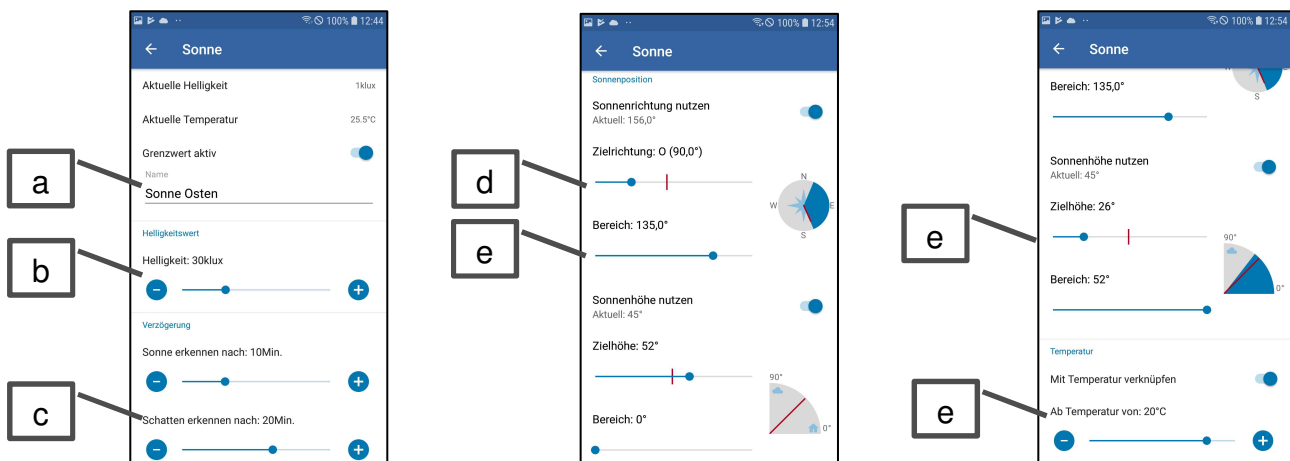 100% 12:44
Sonne
Aktuelle Helligkeit 1klux
Aktuelle Temperatur 25.5°C
Grenzwert aktiv
Name
Sonne Osten
Helligkeitswert
Helligkeit: 30klux
Verzögerung
Sonne erkennen nach: 10Min.
Schatten erkennen nach: 20Min.
a
b
c
100% 12:54
Sonne
Sonnenposition
Sonnenrichtung nutzen
Aktuell: 156,0°
Zielrichtung: O (90,0°)
N
W E
S
Bereich: 135,0°
Sonnenhöhe nutzen
Aktuell: 45°
Zielhöhe: 52°
90°
0°
Bereich: 0°
d
e
100% 12:54
Sonne
S
Bereich: 135,0°
Sonnenhöhe nutzen
Aktuell: 45°
Zielhöhe: 26°
90°
0°
Bereich: 52°
Temperatur
Mit Temperatur verknüpfen
Ab Temperatur von: 20°C
e
e